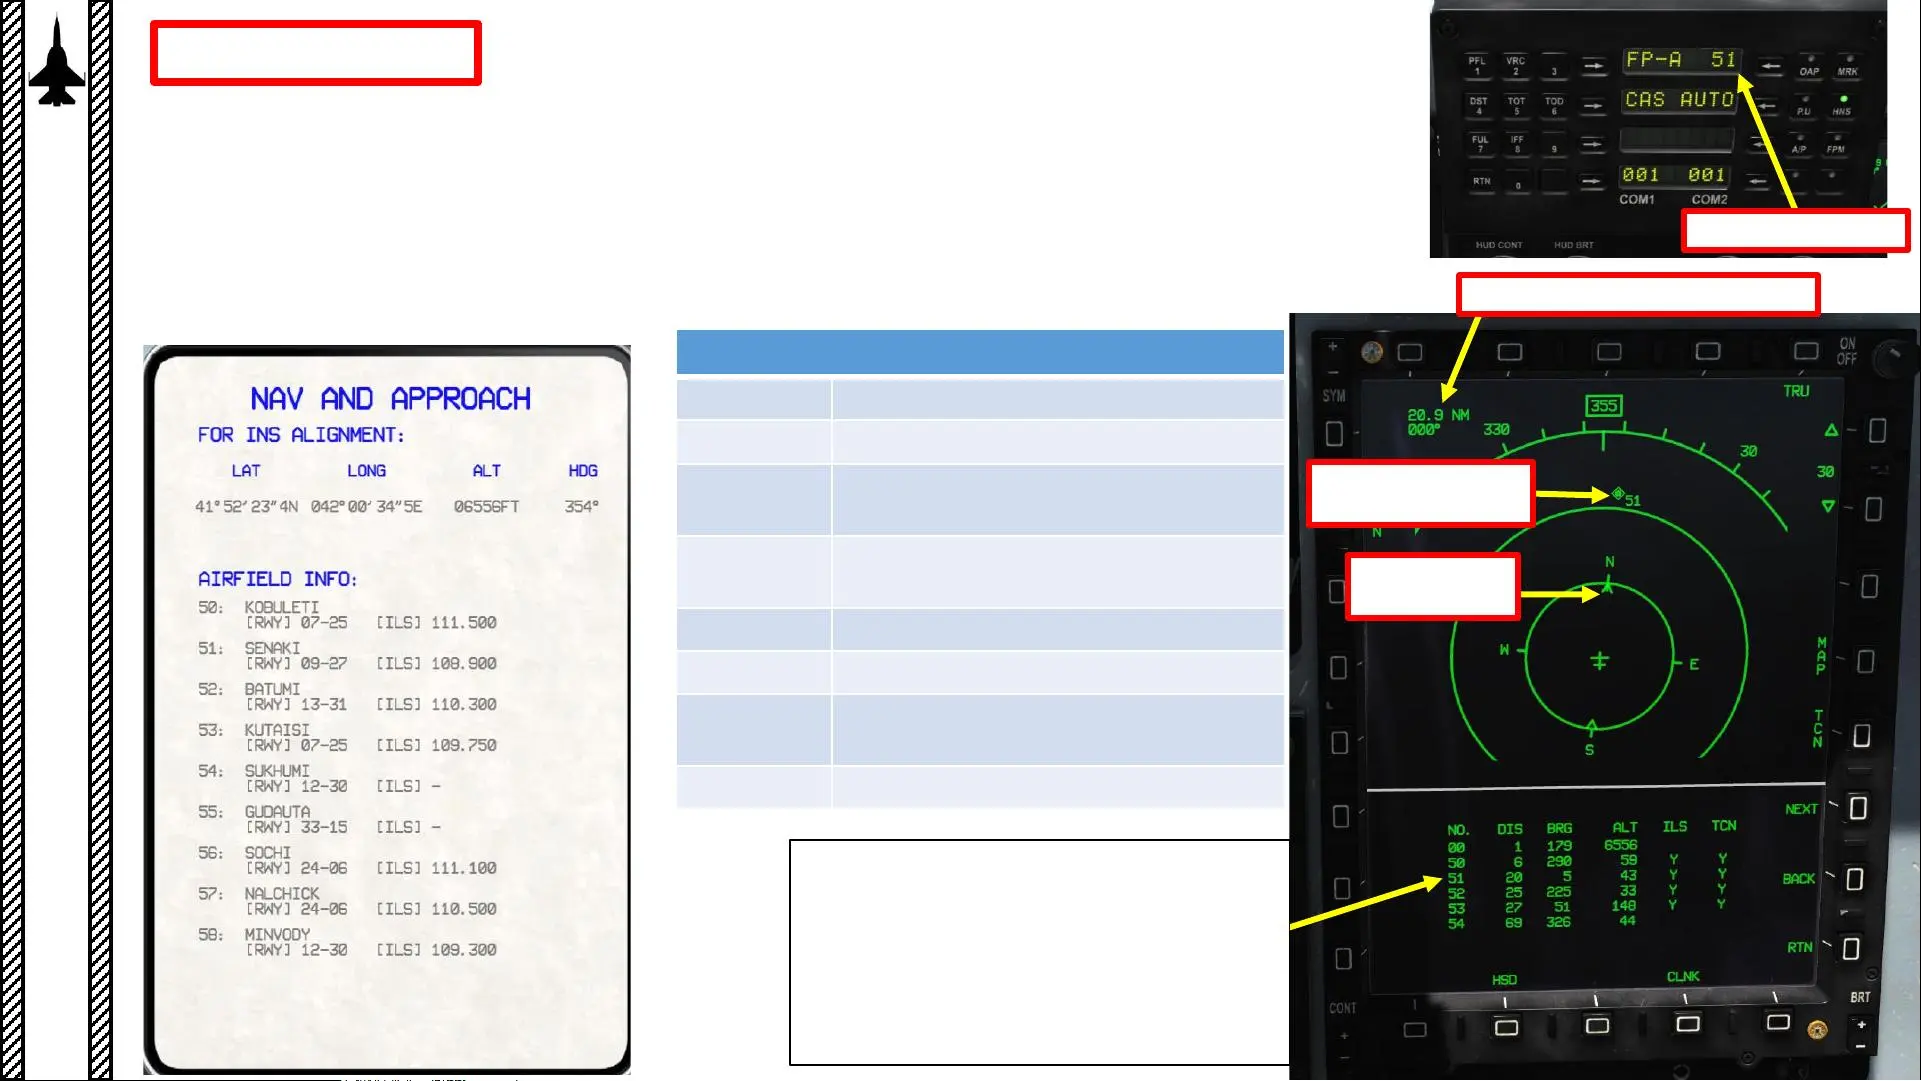 PFL 1
VRC 2
3
FP-A 51
OAP
MRK
DST 4
TOT 5
TOD 6
CAS AUTO
P.U
HNS
FUL 7
IFF 8
9
A/P
FPM
RTN
0
001 001
COM1 COM2
HUD CONT HUD BRT
NAV AND APPROACH
FOR INS ALIGNMENT:
LAT LONG ALT HDG
41°52'23"4N 042°00'34"5E 06556FT 354°
AIRFIELD INFO:
50: KOBULETI
[RWY] 07-25 [ILS] 111.500
51: SENAKI
[RWY] 09-27 [ILS] 108.900
52: BATUMI
[RWY] 13-31 [ILS] 110.300
53: KUTAISI
[RWY] 07-25 [ILS] 109.750
54: SUKHUMI
[RWY] 12-30 [ILS] -
55: GUDAUTA
[RWY] 33-15 [ILS] -
56: SOCHI
[RWY] 24-06 [ILS] 111.100
57: NALCHICK
[RWY] 24-06 [ILS] 110.500
58: MINVODY
[RWY] 12-30 [ILS] 109.300
ON
OFF
SYM
TRU
20.9 NM
000°
330
355
30
30
51
N
N
W
E
S
MAP
TCN
NEXT
NO. DIS BRG ALT ILS TCN
00 1 179 6556
50 6 290 59 Y Y
51 20 5 43 Y Y
52 25 225 33 Y Y
53 27 51 148 Y Y
54 69 326 44
BACK
RTN
HSD CLNK
CONT
BRT